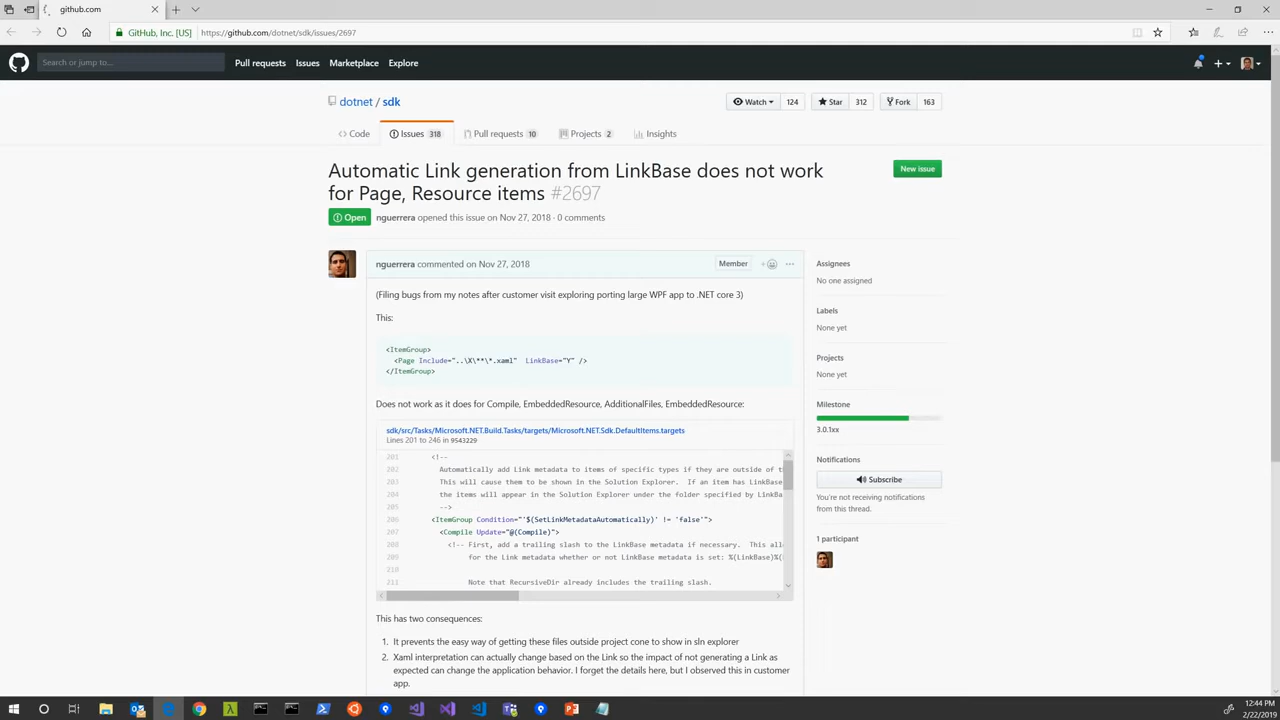 github.com
GitHub, Inc. [US]
https://github.com/dotnet/sdk/issues/2697
Search or jump to...
Pull requests
Issues
Marketplace
Explore
dotnet / sdk
Watch 124
Star 312
Fork 163
Code
Issues 318
Pull requests 10
Projects 2
Insights
Automatic Link generation from LinkBase does not work
for Page, Resource items #2697
New issue
Open
nguerrera opened this issue on Nov 27, 2018 · 0 comments
nguerrera commented on Nov 27, 2018
Member
(Filing bugs from my notes after customer visit exploring porting large WPF app to .NET core 3)
This:
<ItemGroup>
<Page Include="..\X\**\*.xaml" LinkBase="Y" />
</ItemGroup>
Does not work as it does for Compile, EmbeddedResource, AdditionalFiles, EmbeddedResource:
sdk/src/Tasks/Microsoft.NET.Build.Tasks/targets/Microsoft.NET.Sdk.DefaultItems.targets
Lines 201 to 246 in 9543229
201 <!--
202 Automatically add Link metadata to items of specific types if they are outside of t
203 This will cause them to be shown in the Solution Explorer. If an item has LinkBase
204 the items will appear in the Solution Explorer under the folder specified by LinkBa
205 -->
206 <ItemGroup Condition="'$(SetLinkMetadataAutomatically)' != 'false'">
207 <Compile Update="@(Compile)">
208 <!-- First, add a trailing slash to the LinkBase metadata if necessary. This all
209 for the Link metadata whether or not LinkBase metadata is set: %(LinkBase)%(
210
211 Note that RecursiveDir already includes the trailing slash.
This has two consequences:
1. It prevents the easy way of getting these files outside project cone to show in sln explorer
2. Xaml interpretation can actually change based on the Link so the impact of not generating a Link as
expected can change the application behavior. I forget the details here, but I observed this in customer
app.
Assignees
No one assigned
Labels
None yet
Projects
None yet
Milestone
3.0.1xx
Notifications
Subscribe
You're not receiving notifications
from this thread.
1 participant
12:44 PM
2/22/2019